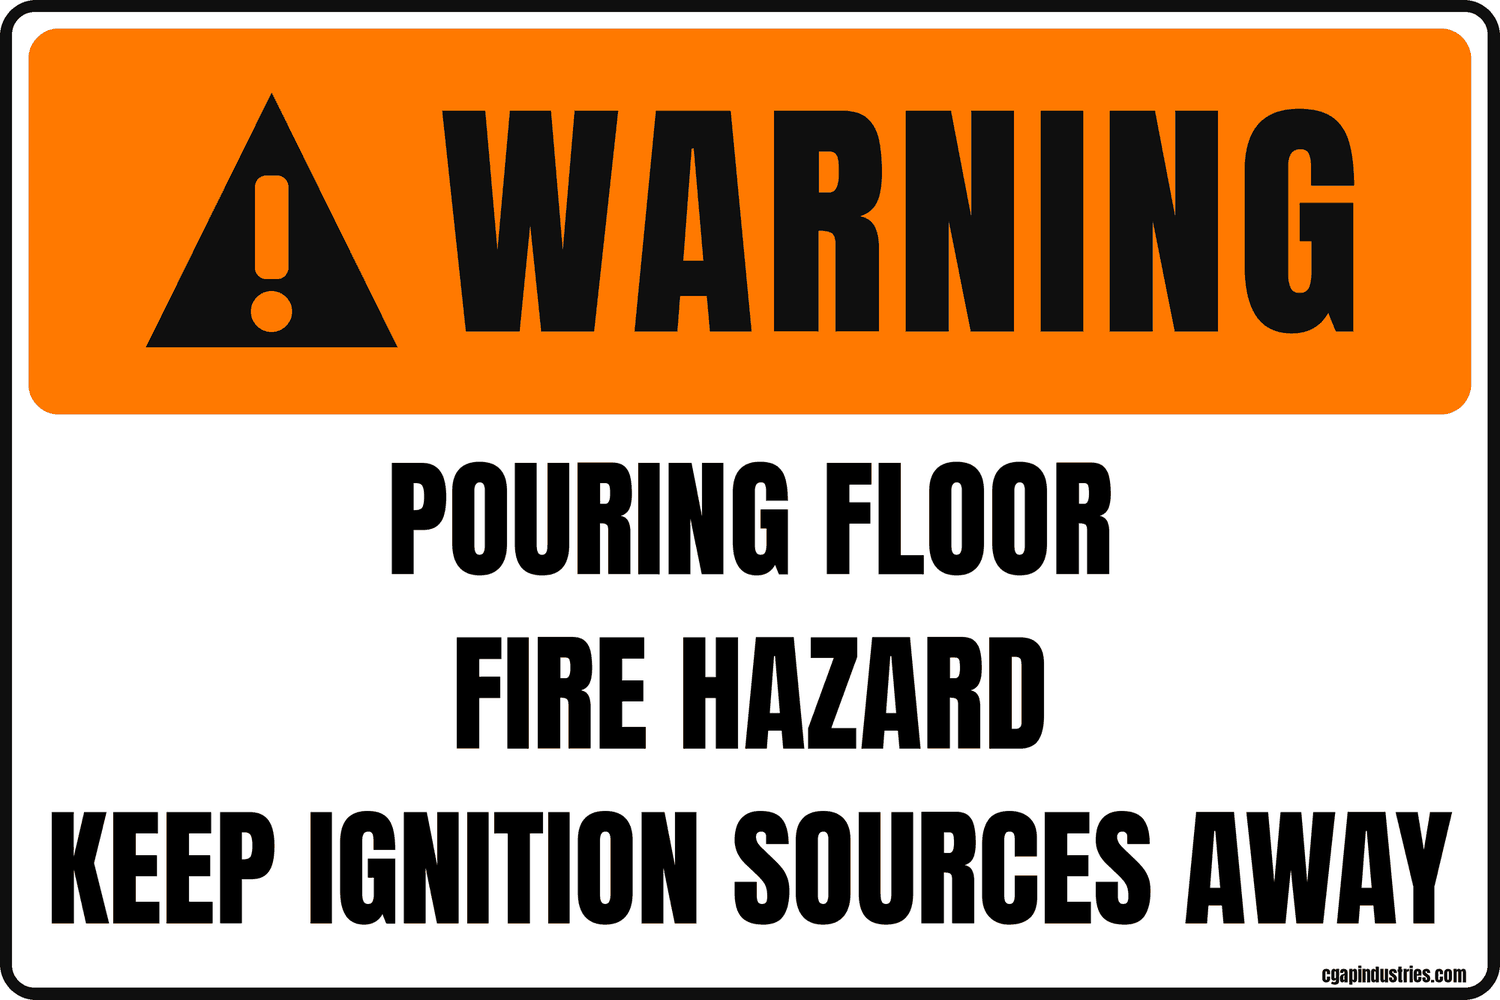 WARNING
POURING FLOOR
FIRE HAZARD
KEEP IGNITION SOURCES AWAY
cgapindustries.com